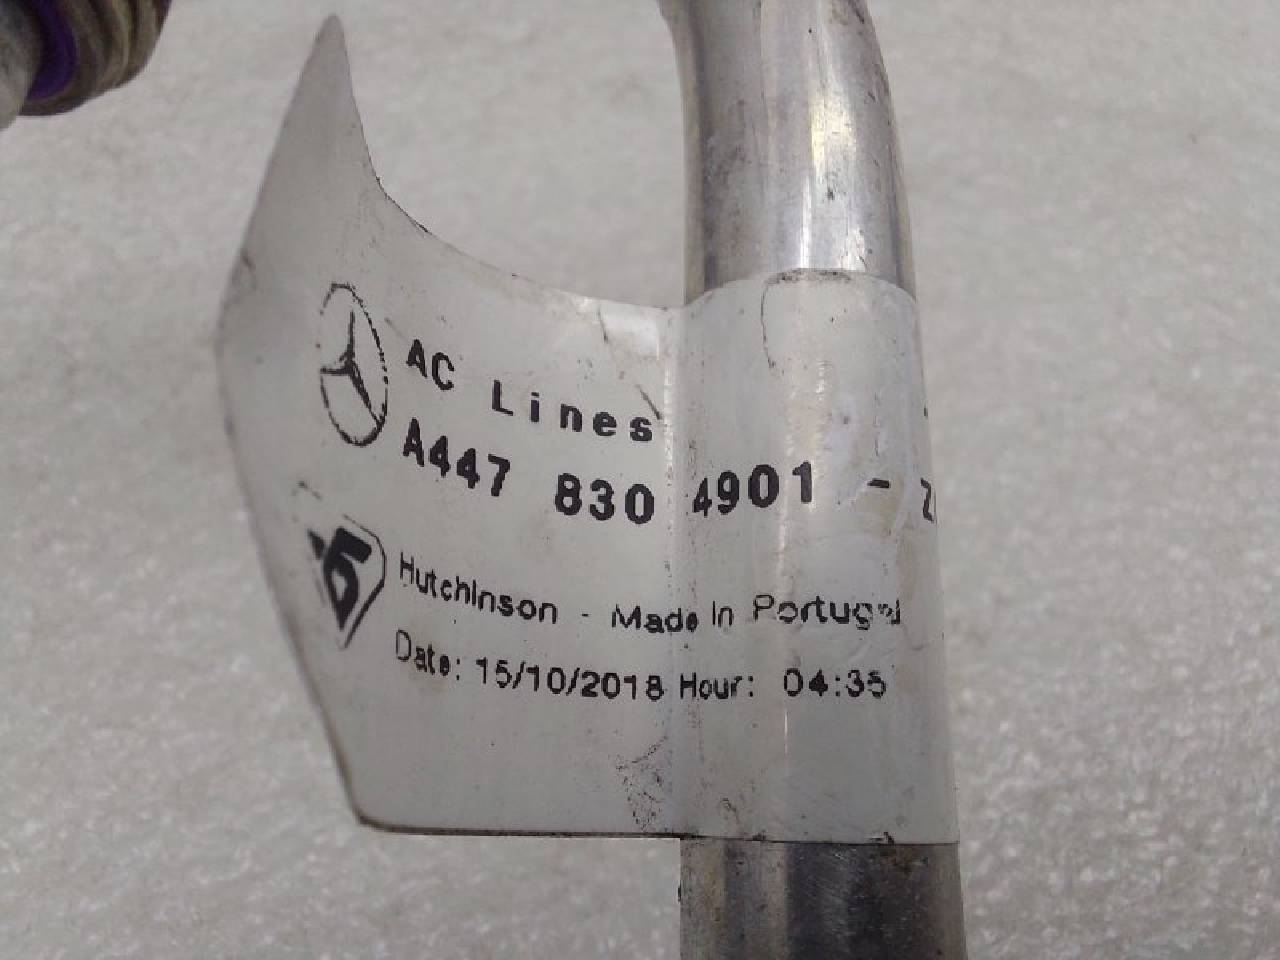 AC Lines
A447 830 4901 - Z
Hutchinson - Made in Portugal
Date: 15/10/2018 Hour: 04:35